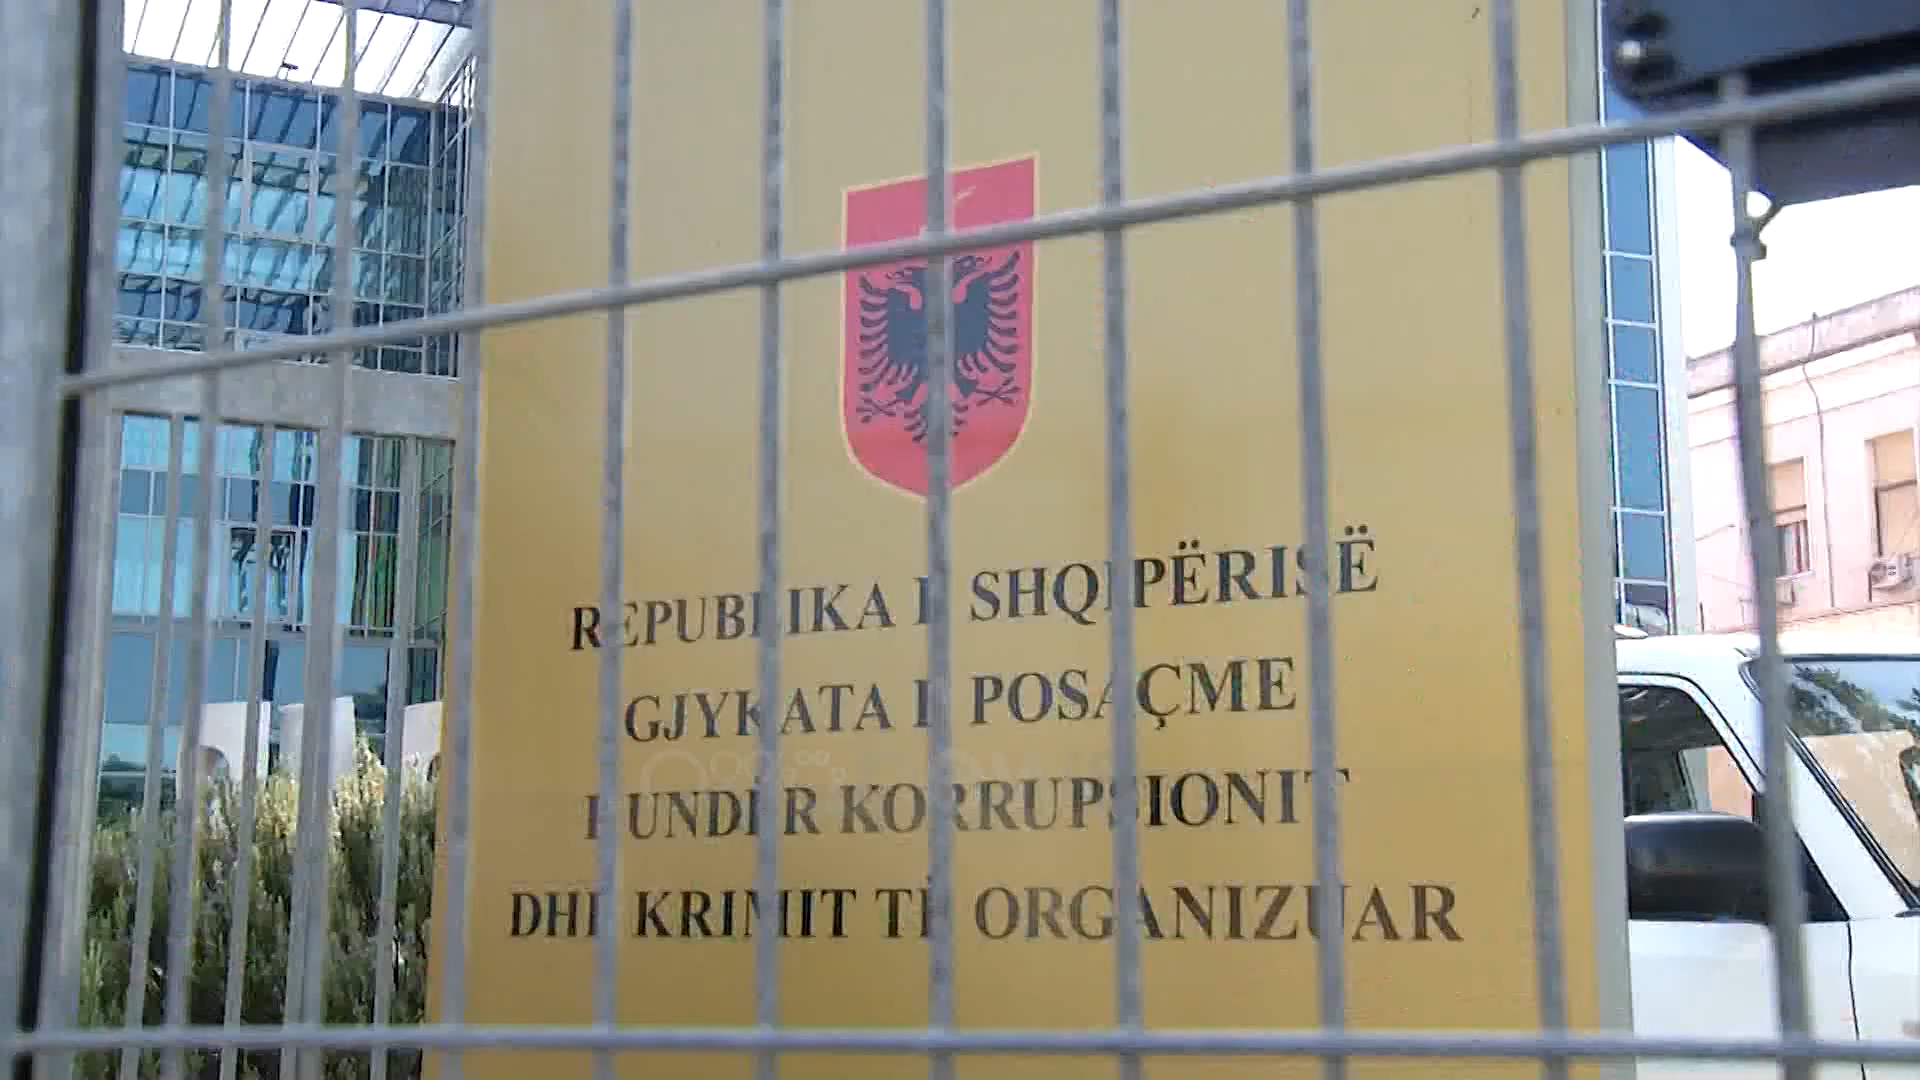 REPUBLIKA E SHQIPËRISË
GJYKATA E POSAÇME
KUNDËR KORRUPSIONIT
DHE KRIMIT TË ORGANIZUAR